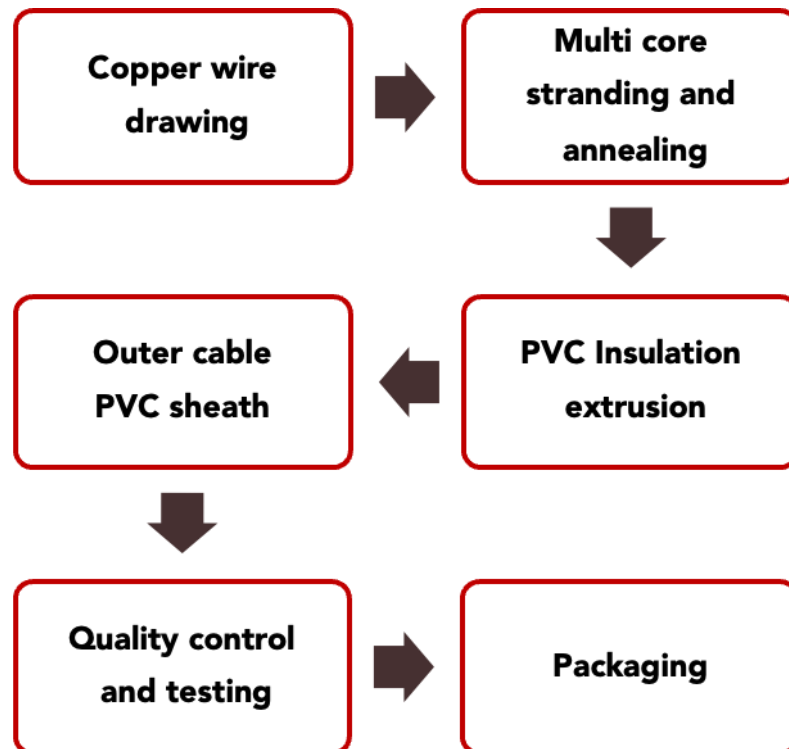 Copper wire
drawing
Multi core
stranding and
annealing
PVC Insulation
extrusion
Outer cable
PVC sheath
Quality control
and testing
Packaging